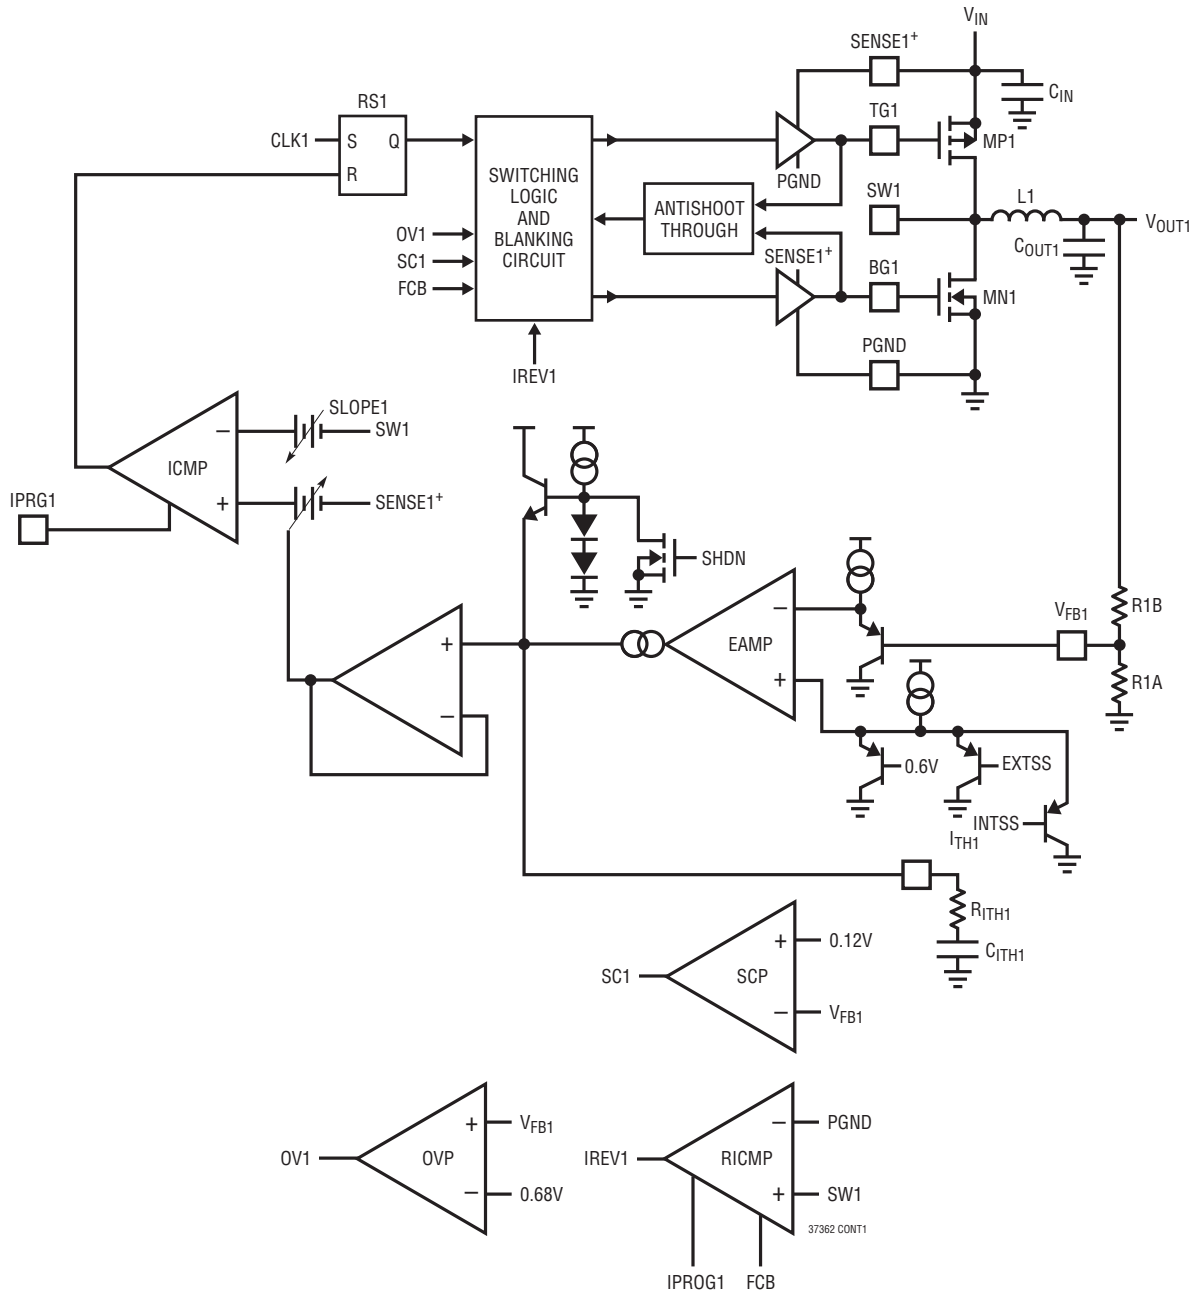 VIN
SENSE1+
CIN
RS1
TG1
CLK1
S
Q
MP1
R
PGND
SWITCHING
LOGIC
AND
BLANKING
CIRCUIT
SW1
L1
ANTISHOOT
THROUGH
VOUT1
OV1
COUT1
SENSE1+
SC1
BG1
FCB
MN1
PGND
IREV1
SLOPE1
−
SW1
ICMP
IPRG1
+
SENSE1+
SHDN
−
VFB1
R1B
+
EAMP
+
R1A
−
0.6V
EXTSS
INTSS
ITH1
RITH1
+
0.12V
CITH1
SC1
SCP
−
VFB1
+
VFB1
−
PGND
OV1
OVP
IREV1
RICMP
−
0.68V
+
SW1
37362 CONT1
IPROG1
FCB